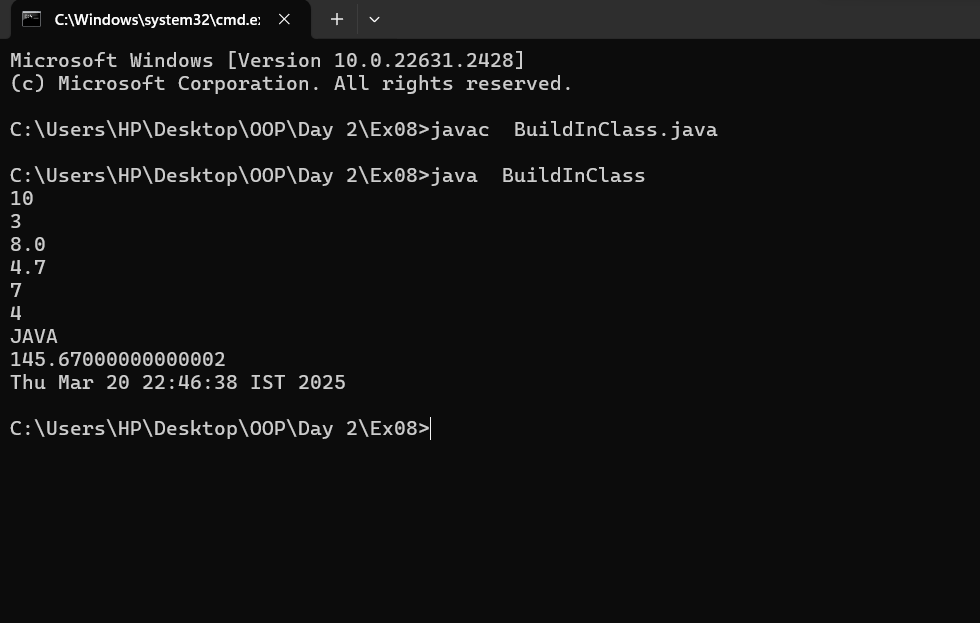 C:\Windows\system32\cmd.e:
Microsoft Windows [Version 10.0.22631.2428]
(c) Microsoft Corporation. All rights reserved.
C:\Users\HP\Desktop\OOP\Day 2\Ex08>javac  BuildInClass.java
C:\Users\HP\Desktop\OOP\Day 2\Ex08>java  BuildInClass
10
3
8.0
4.7
7
4
JAVA
145.67000000000002
Thu Mar 20 22:46:38 IST 2025
C:\Users\HP\Desktop\OOP\Day 2\Ex08>